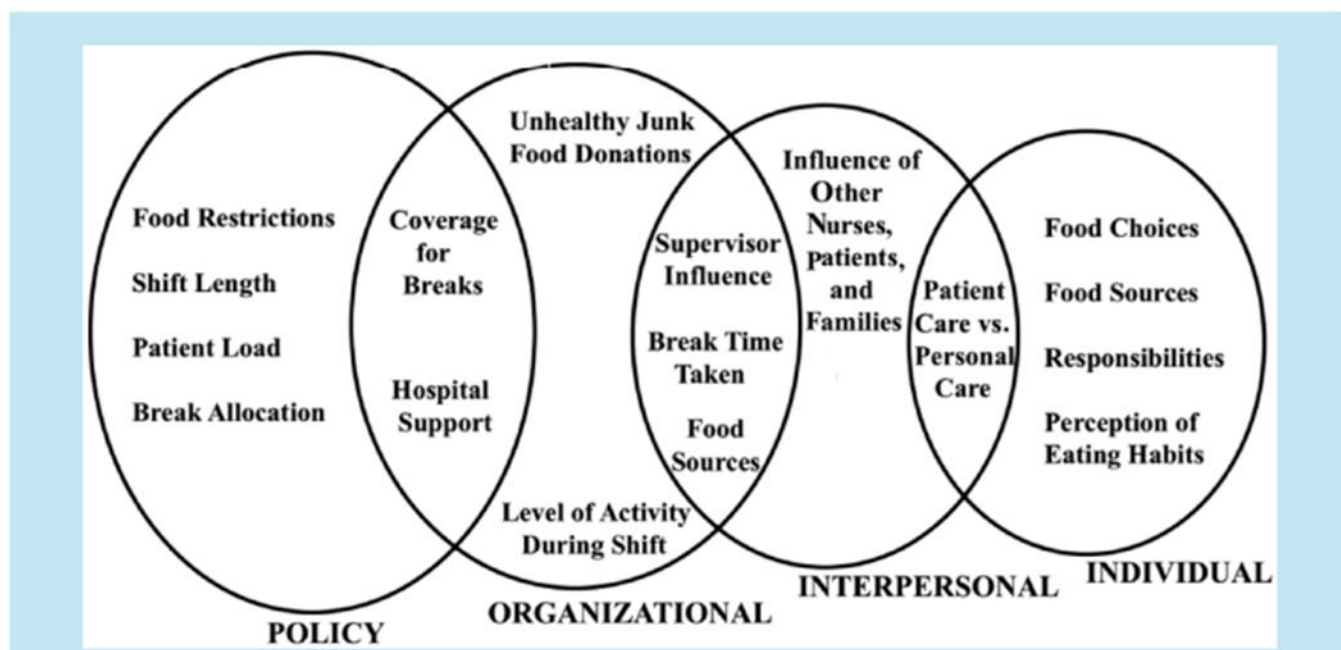 Food Restrictions
Shift Length
Patient Load
Break Allocation
Coverage
for
Breaks
Hospital
Support
Unhealthy Junk
Food Donations
Level of Activity
During Shift
Supervisor
Influence
Break Time
Taken
Food
Sources
Influence of
Other
Nurses,
patients,
and
Families
Patient
Care vs.
Personal
Care
Food Choices
Food Sources
Responsibilities
Perception of
Eating Habits
POLICY
ORGANIZATIONAL
INTERPERSONAL
INDIVIDUAL